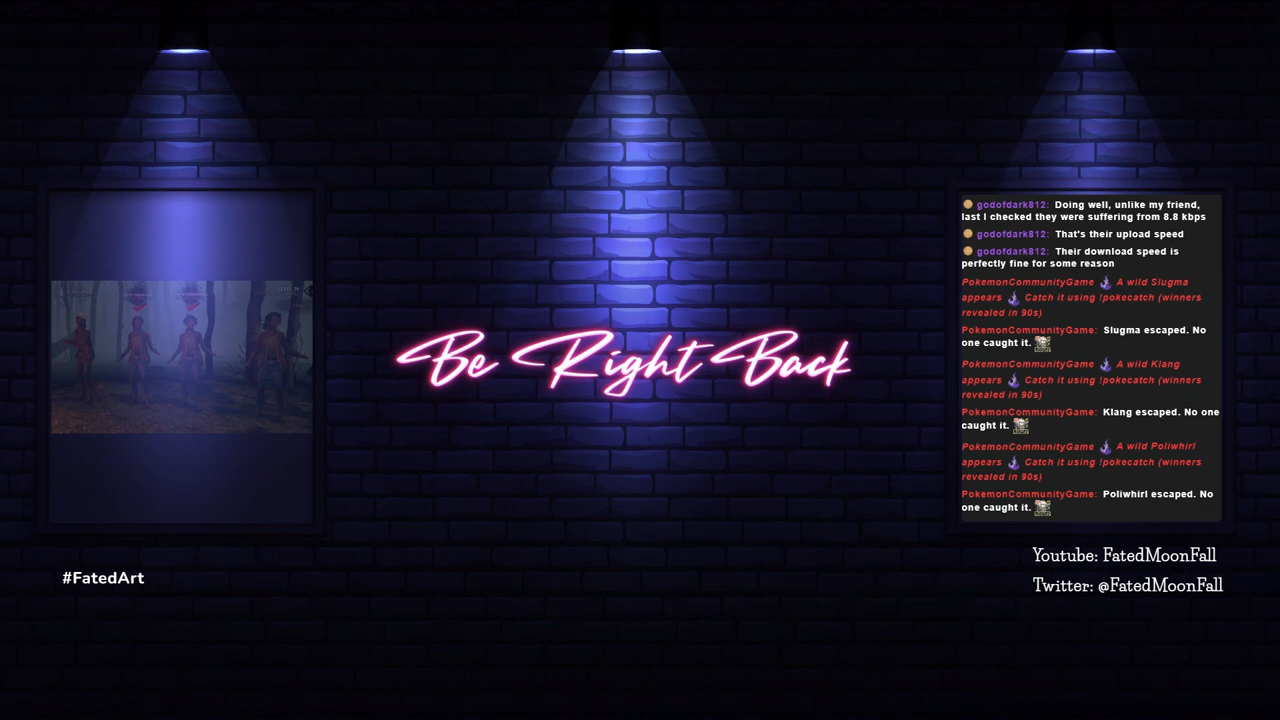 Be Right Back
godofdark812: Doing well, unlike my friend,
last I checked they were suffering from 8.8 kbps
godofdark812: That's their upload speed
godofdark812: Their download speed is
perfectly fine for some reason
PokemonCommunityGame A wild Slugma
appears Catch it using !pokecatch (winners
revealed in 90s)
PokemonCommunityGame: Slugma escaped. No
one caught it.
PokemonCommunityGame A wild Klang
appears Catch it using !pokecatch (winners
revealed in 90s)
PokemonCommunityGame: Klang escaped. No one
caught it.
PokemonCommunityGame A wild Poliwhirl
appears Catch it using !pokecatch (winners
revealed in 90s)
PokemonCommunityGame: Poliwhirl escaped. No
one caught it.
#FatedArt
Youtube: FatedMoonFall
Twitter: @FatedMoonFall